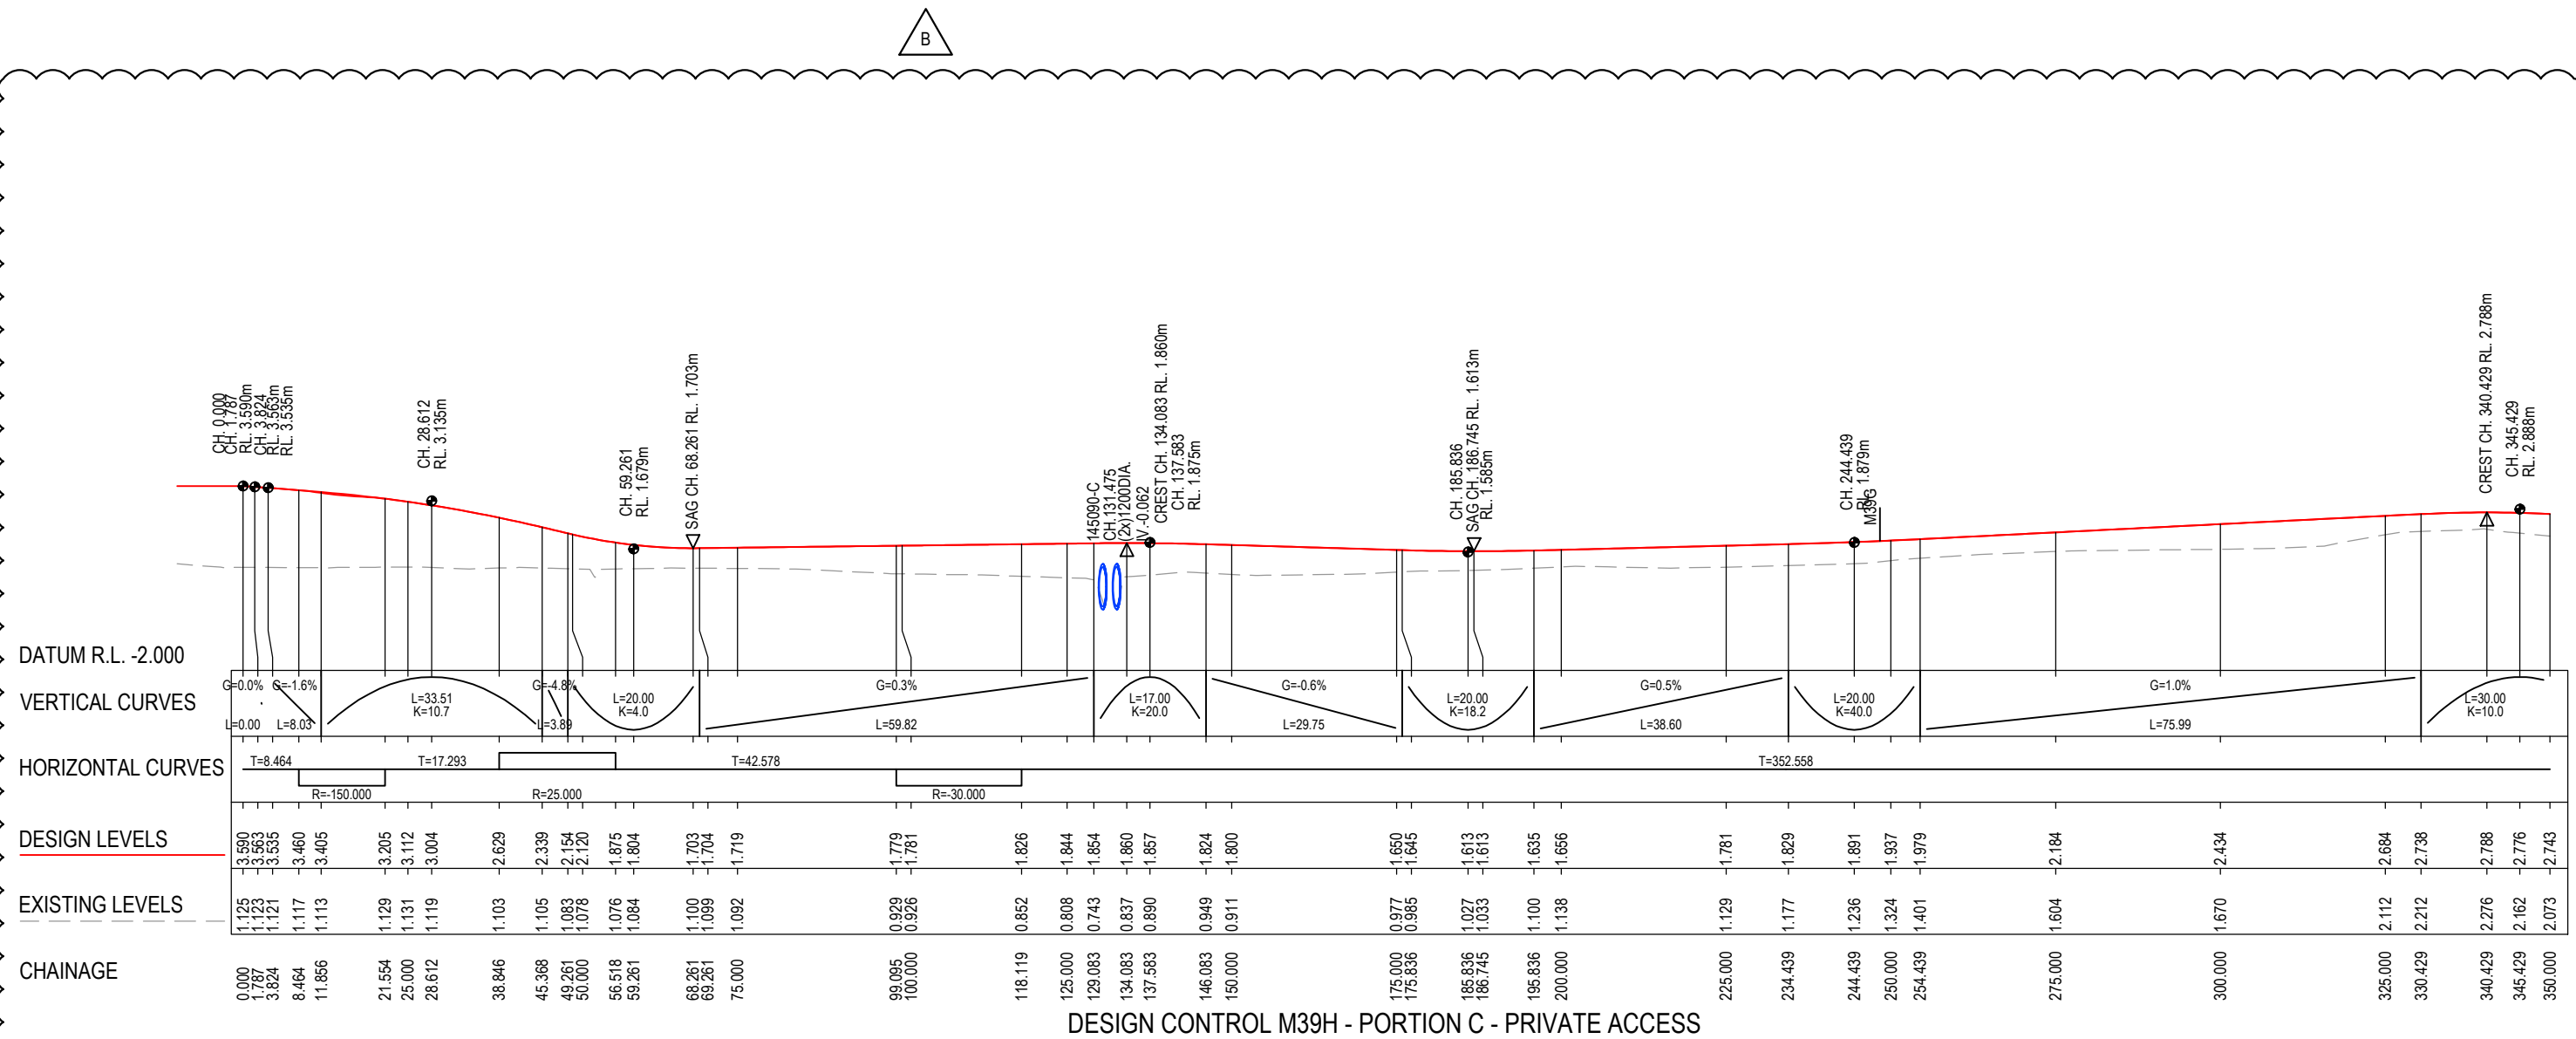 B
CH. 0.000
CH. 1.787
RL. 3.590m
CH. 3.824
RL. 3.563m
RL. 3.535m
CH. 28.612
RL. 3.135m
CH. 59.261
RL. 1.679m
SAG CH. 68.261 RL. 1.703m
145090-C
CH.131.475
(2x)1200DIA.
IV.-0.062
CREST CH. 134.083 RL. 1.860m
CH. 137.583
RL. 1.875m
CH. 185.836
SAG CH. 186.745 RL. 1.613m
RL. 1.585m
CH. 244.439
RL. 1.879m
M39G
CREST CH. 340.429 RL. 2.788m
CH. 345.429
RL. 2.888m
DATUM R.L. -2.000
VERTICAL CURVES
G=0.0% G=-1.6% G=-4.8% G=0.3% G=-0.6% G=0.5% G=1.0%
L=33.51 L=20.00 L=17.00 L=20.00 L=20.00 L=30.00
K=10.7 K=4.0 K=20.0 K=18.2 K=40.0 K=10.0
L=0.00 L=8.03 L=3.89 L=59.82 L=29.75 L=38.60 L=75.99
HORIZONTAL CURVES
T=8.464 T=17.293 T=42.578 T=352.558
R=-150.000 R=25.000 R=-30.000
DESIGN LEVELS
3.590 3.563 3.535 3.460 3.405 3.205 3.112 3.004 2.629 2.339 2.154 2.120 1.875 1.804 1.703 1.704 1.719 1.779 1.781 1.826 1.844 1.854 1.860 1.857 1.824 1.800 1.650 1.645 1.613 1.613 1.635 1.656 1.781 1.829 1.891 1.937 1.979 2.184 2.434 2.684 2.738 2.788 2.776 2.743
EXISTING LEVELS
1.125 1.123 1.121 1.117 1.113 1.129 1.131 1.119 1.103 1.105 1.083 1.078 1.076 1.084 1.100 1.099 1.092 0.929 0.926 0.852 0.808 0.743 0.837 0.890 0.949 0.911 0.977 0.985 1.027 1.033 1.100 1.138 1.129 1.177 1.236 1.324 1.401 1.604 1.670 2.112 2.212 2.276 2.162 2.073
CHAINAGE
0.000 1.787 3.824 8.464 11.856 21.554 25.000 28.612 38.846 45.368 49.261 50.000 56.518 59.261 68.261 69.261 75.000 99.095 100.000 118.119 125.000 129.083 134.083 137.583 146.083 150.000 175.000 175.836 185.836 186.745 195.836 200.000 225.000 234.439 244.439 250.000 254.439 275.000 300.000 325.000 330.429 340.429 345.429 350.000
DESIGN CONTROL M39H - PORTION C - PRIVATE ACCESS